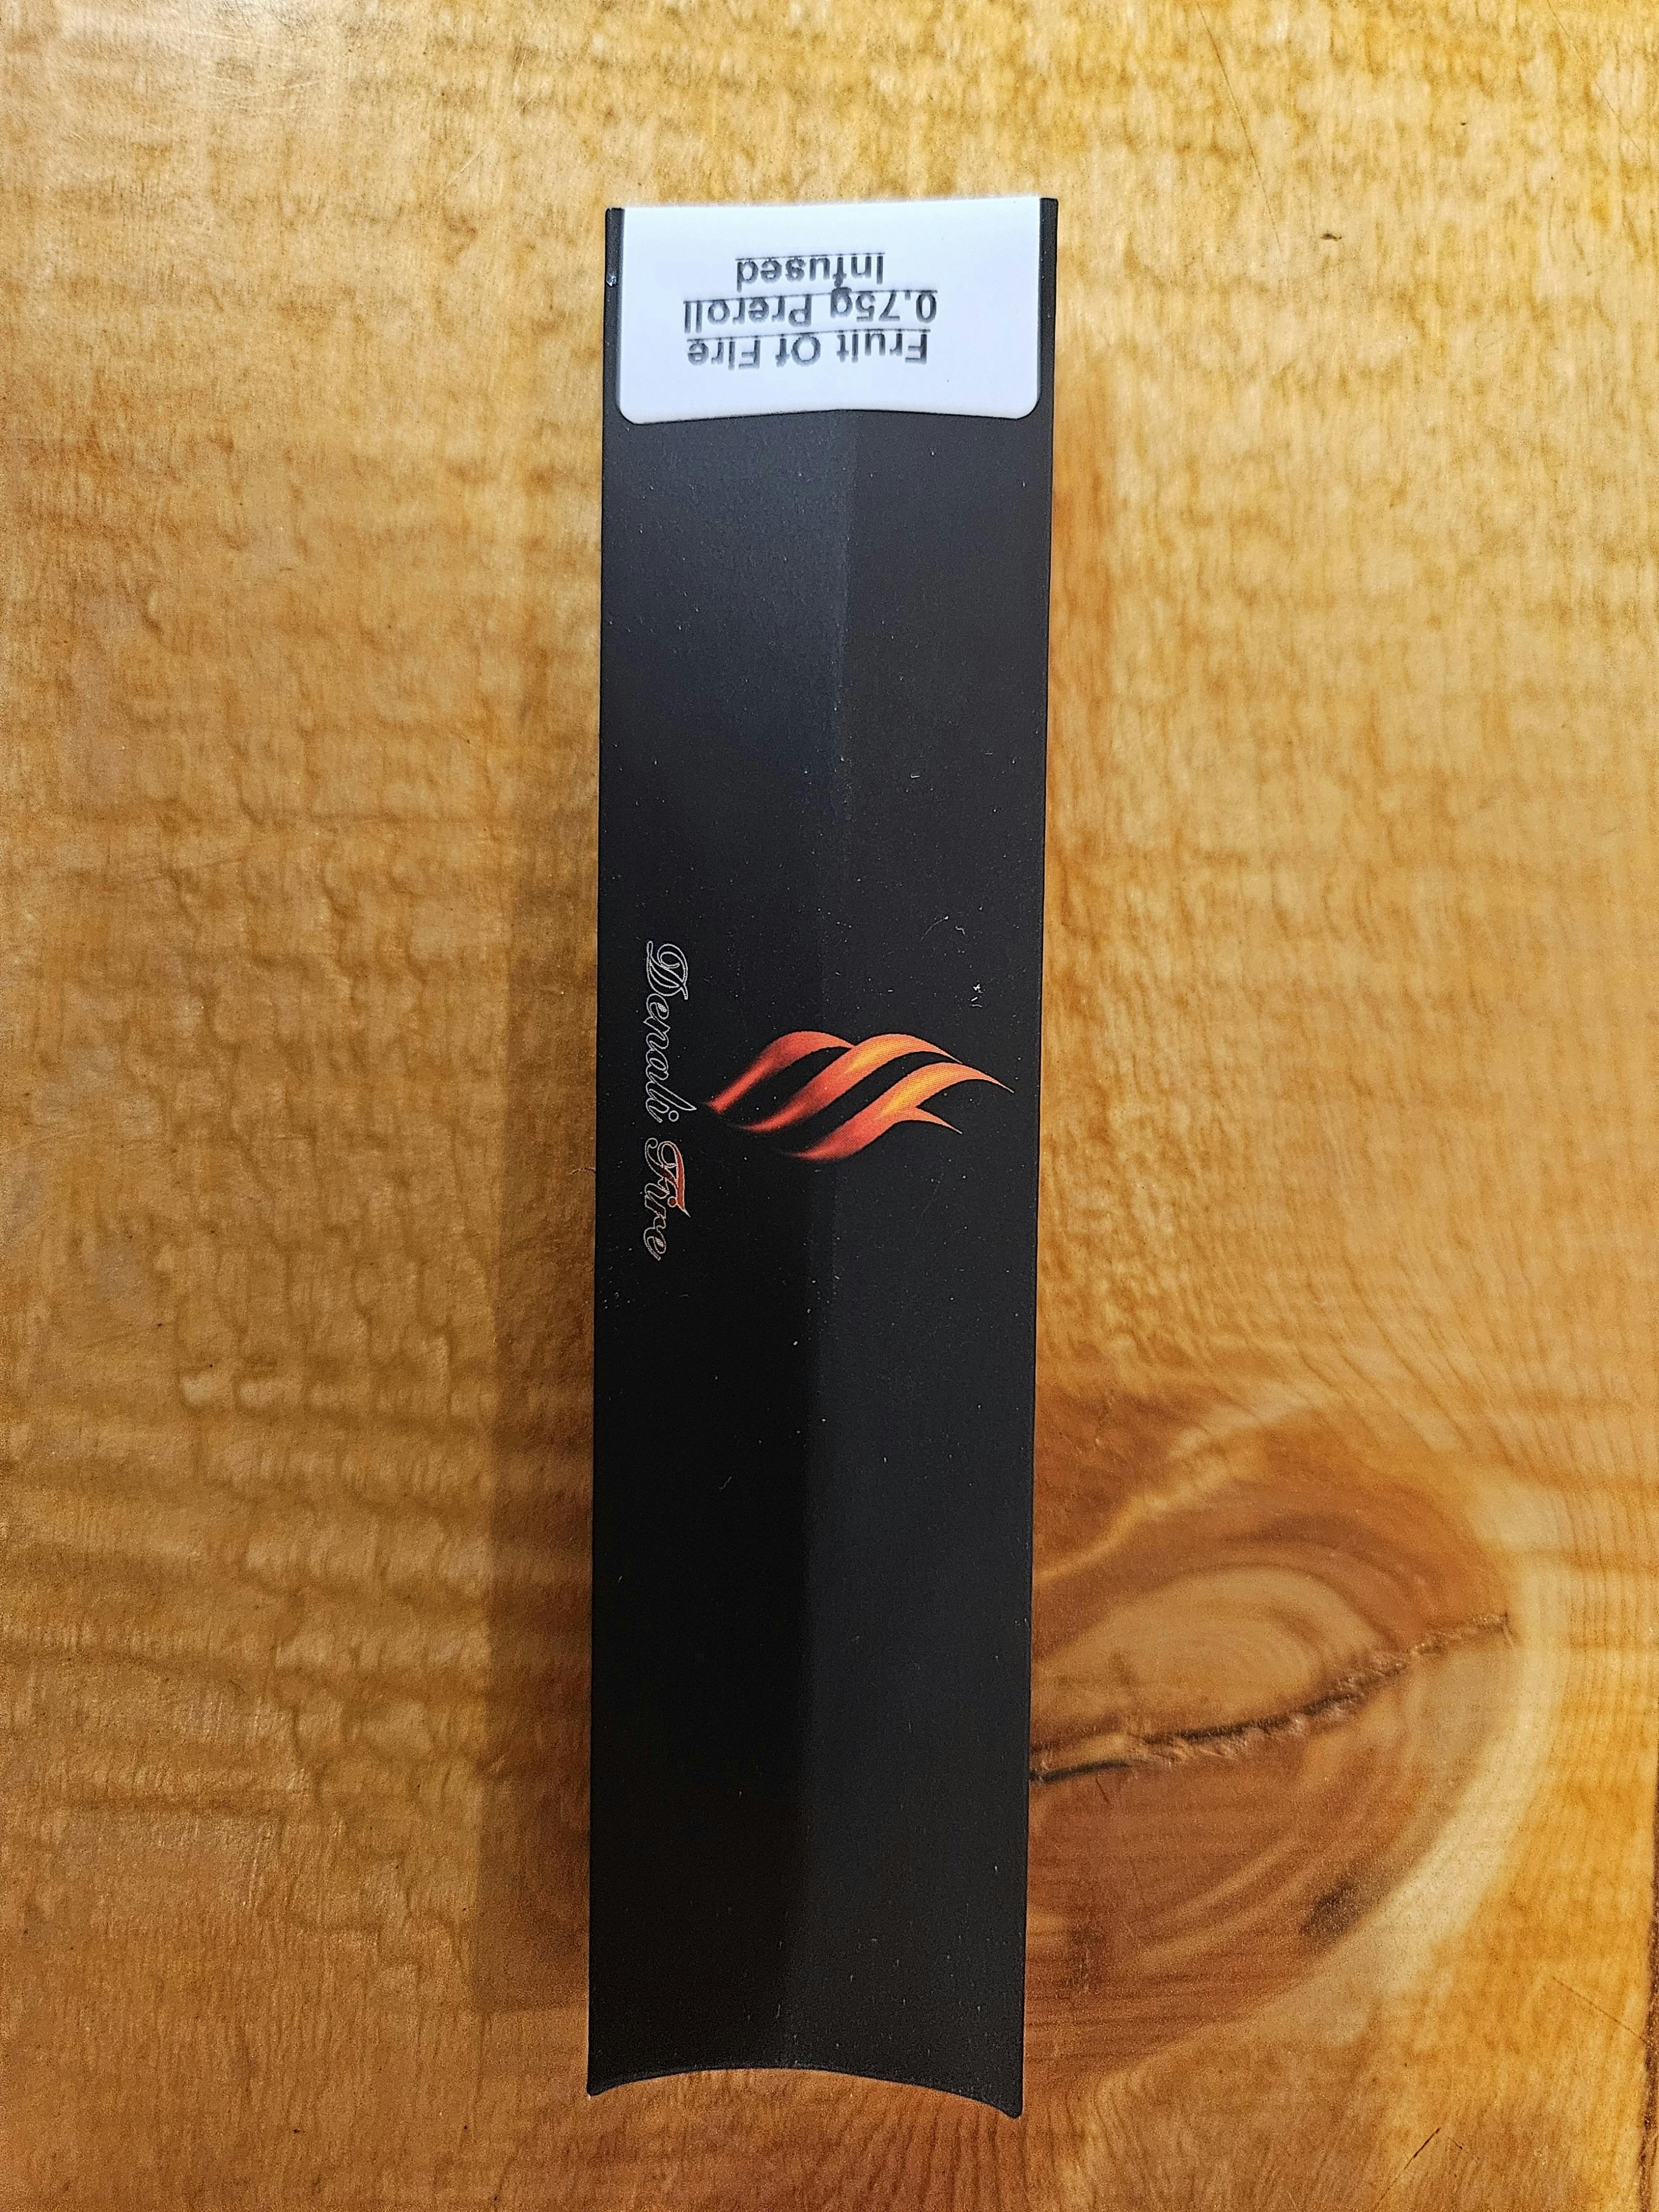 Fruit Of Fire
0.75g Preroll
Infused
Denali Fire